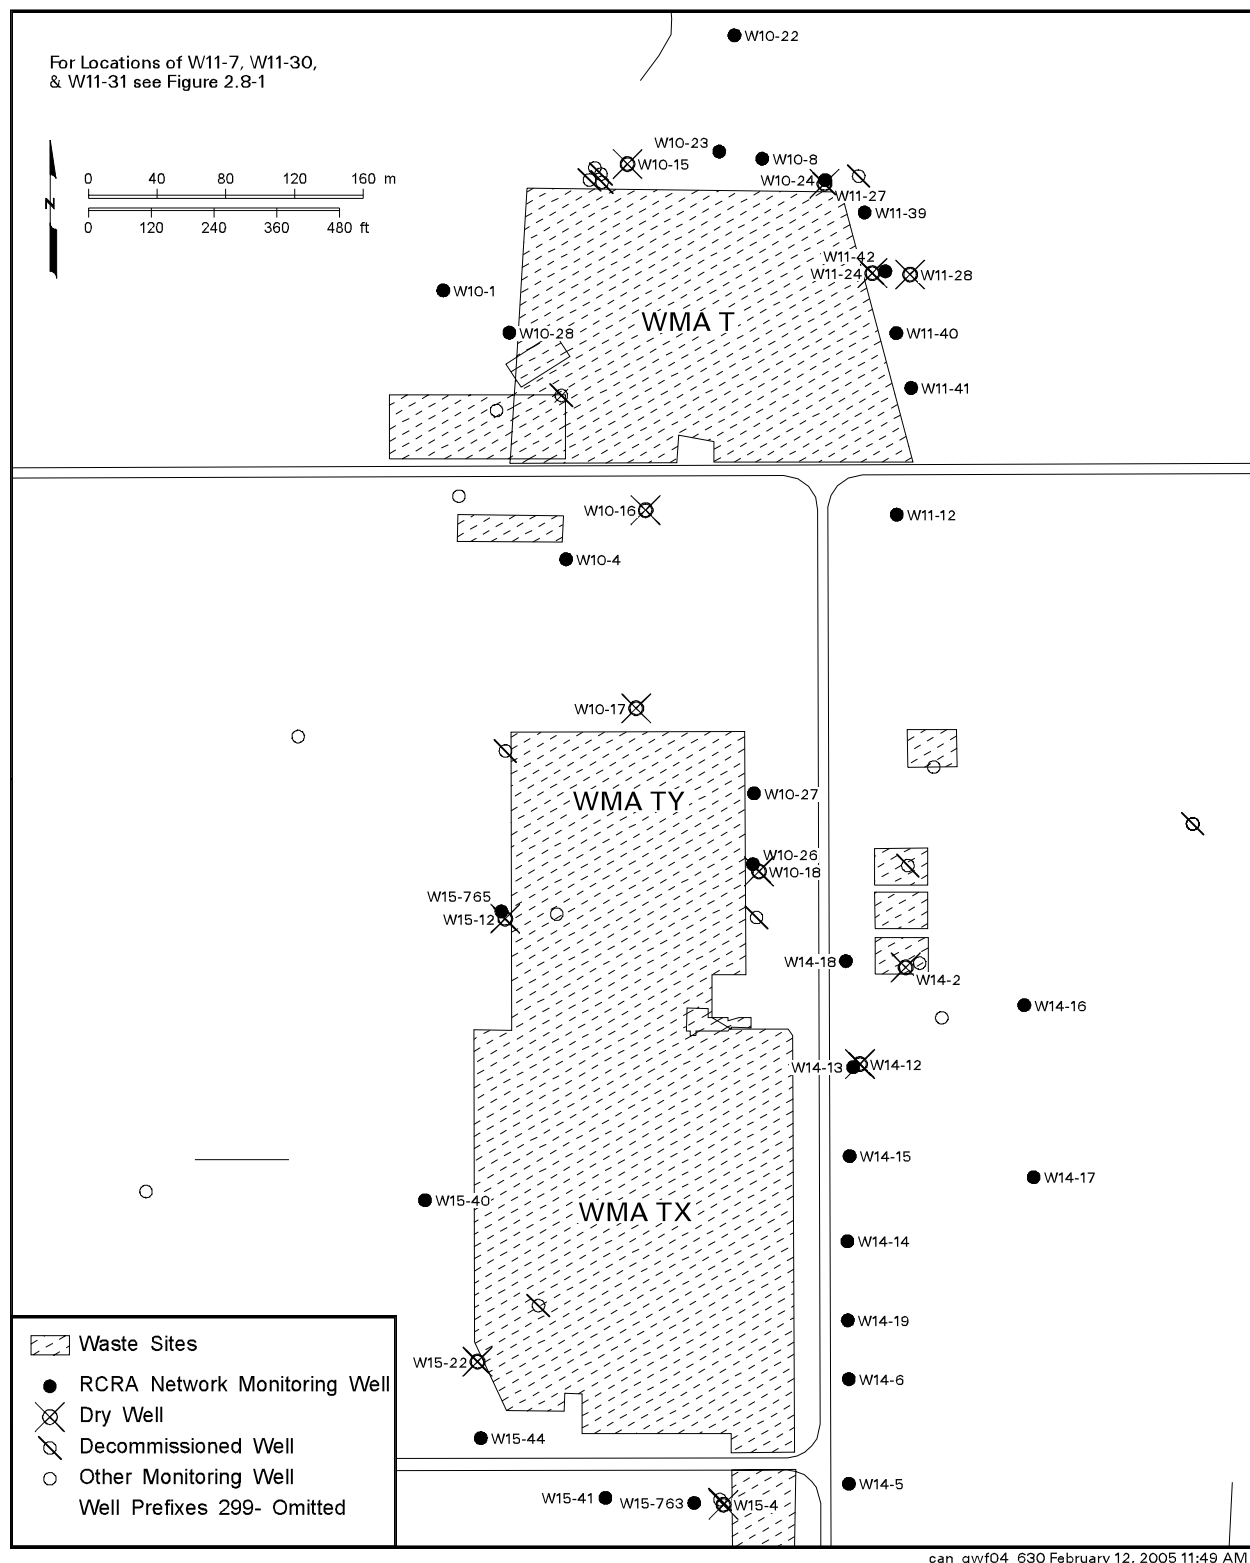 W10-22
For Locations of W11-7, W11-30,
& W11-31 see Figure 2.8-1
W10-23
W10-15
W10-8
0 40 80 120 160 m
W10-24
W11-27
N
W11-39
0 120 240 360 480 ft
W11-42
W11-24
W11-28
W10-1
WMA T
W10-28
W11-40
W11-41
W10-16
W11-12
W10-4
W10-17
W10-27
WMA TY
W10-26
W10-18
W15-765
W15-12
W14-18
W14-2
W14-16
W14-13
W14-12
W14-15
W14-17
W15-40
WMA TX
W14-14
W14-19
Waste Sites
W15-22
W14-6
RCRA Network Monitoring Well
Dry Well
W15-44
Decommissioned Well
Other Monitoring Well
W14-5
W15-41
W15-763
W15-4
Well Prefixes 299- Omitted
can_gwf04_630 February 12, 2005 11:49 AM